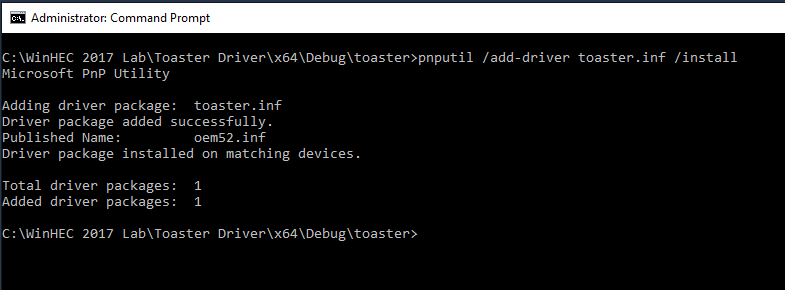 Administrator: Command Prompt
C:\WinHEC 2017 Lab\Toaster Driver\x64\Debug\toaster>pnputil /add-driver toaster.inf /install
Microsoft PnP Utility
Adding driver package:  toaster.inf
Driver package added successfully.
Published Name:         oem52.inf
Driver package installed on matching devices.
Total driver packages:  1
Added driver packages:  1
C:\WinHEC 2017 Lab\Toaster Driver\x64\Debug\toaster>